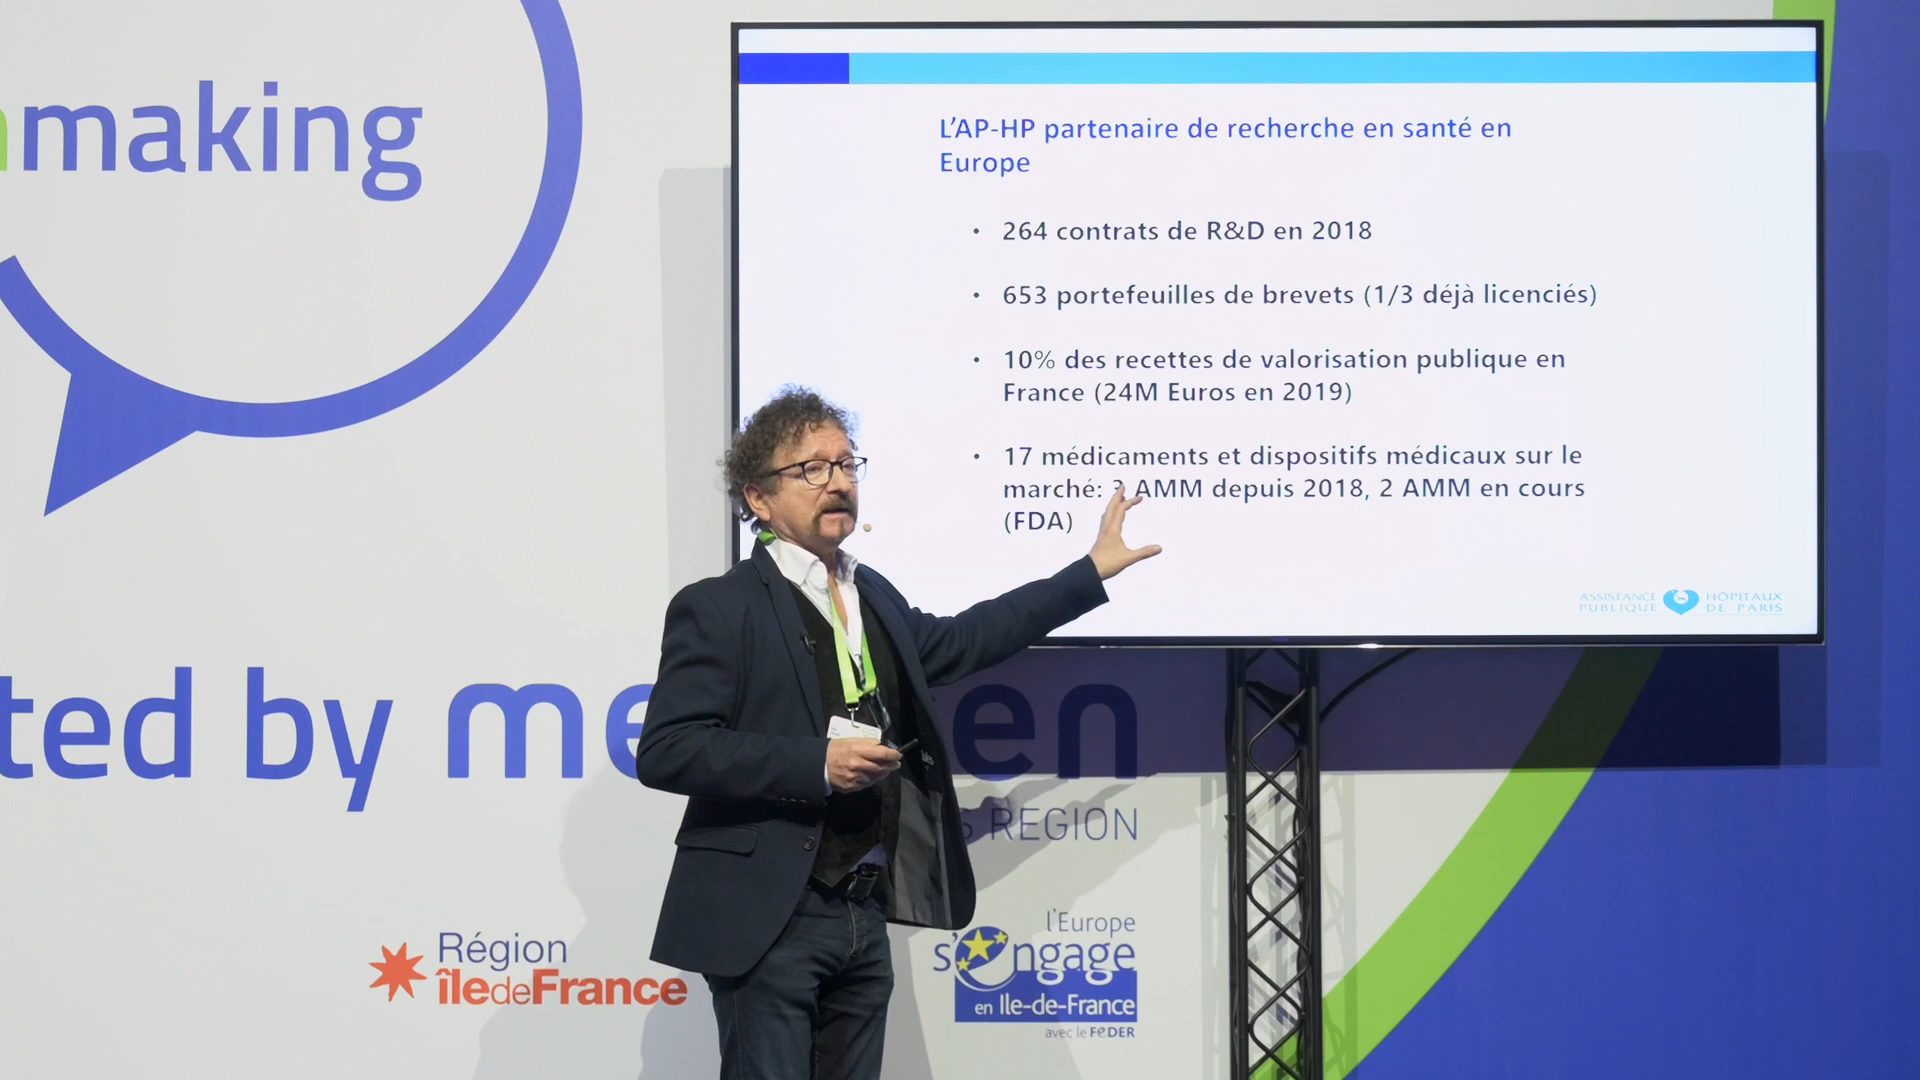 making
L'AP-HP partenaire de recherche en santé en
Europe
• 264 contrats de R&D en 2018
• 653 portefeuilles de brevets (1/3 déjà licenciés)
• 10% des recettes de valorisation publique en
France (24M Euros en 2019)
• 17 médicaments et dispositifs médicaux sur le
marché: AMM depuis 2018, 2 AMM en cours
(FDA)
ASSISTANCE HÔPITAUX
PUBLIQUE DE PARIS
ted by me en
REGION
Région
îledeFrance
l'Europe
s'engage
en Ile-de-France
avec le FEDER